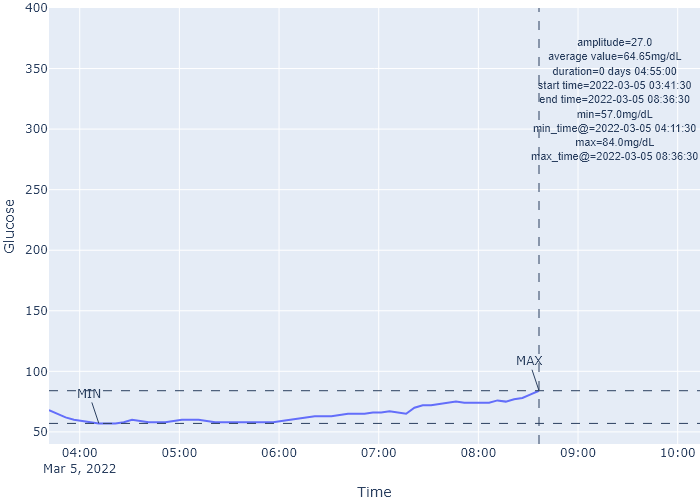 400
350
300
250
200
150
100
50
Glucose
amplitude=27.0
average value=64.65mg/dL
duration=0 days 04:55:00
start time=2022-03-05 03:41:30
end time=2022-03-05 08:36:30
min=57.0mg/dL
min_time@=2022-03-05 04:11:30
max=84.0mg/dL
max_time@=2022-03-05 08:36:30
MAX
MIN
04:00 05:00 06:00 07:00 08:00 09:00 10:00
Mar 5, 2022
Time